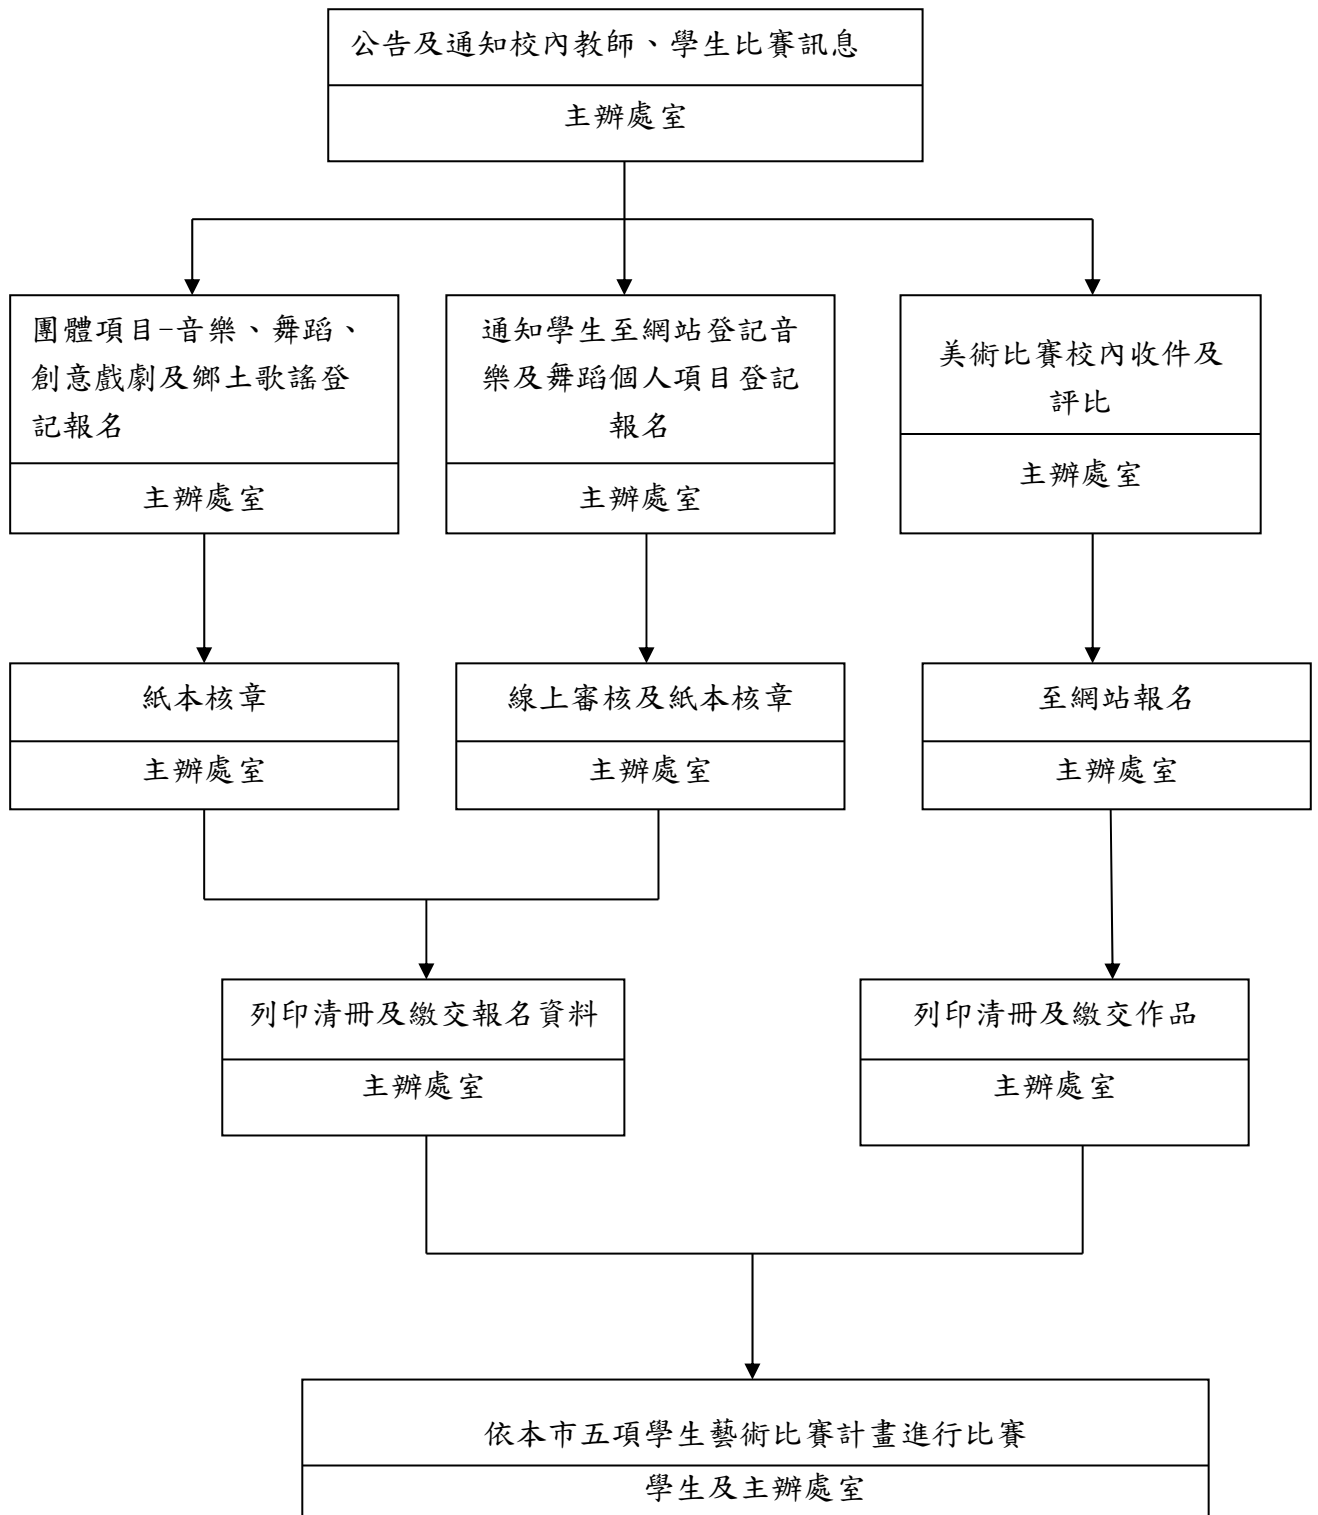 公告及通知校內教師、學生比賽訊息
主辦處室
團體項目-音樂、舞蹈、
創意戲劇及鄉土歌謠登
記報名
主辦處室
通知學生至網站登記音
樂及舞蹈個人項目登記
報名
主辦處室
美術比賽校內收件及
評比
主辦處室
紙本核章
主辦處室
線上審核及紙本核章
主辦處室
至網站報名
主辦處室
列印清冊及繳交報名資料
主辦處室
列印清冊及繳交作品
主辦處室
依本市五項學生藝術比賽計畫進行比賽
學生及主辦處室